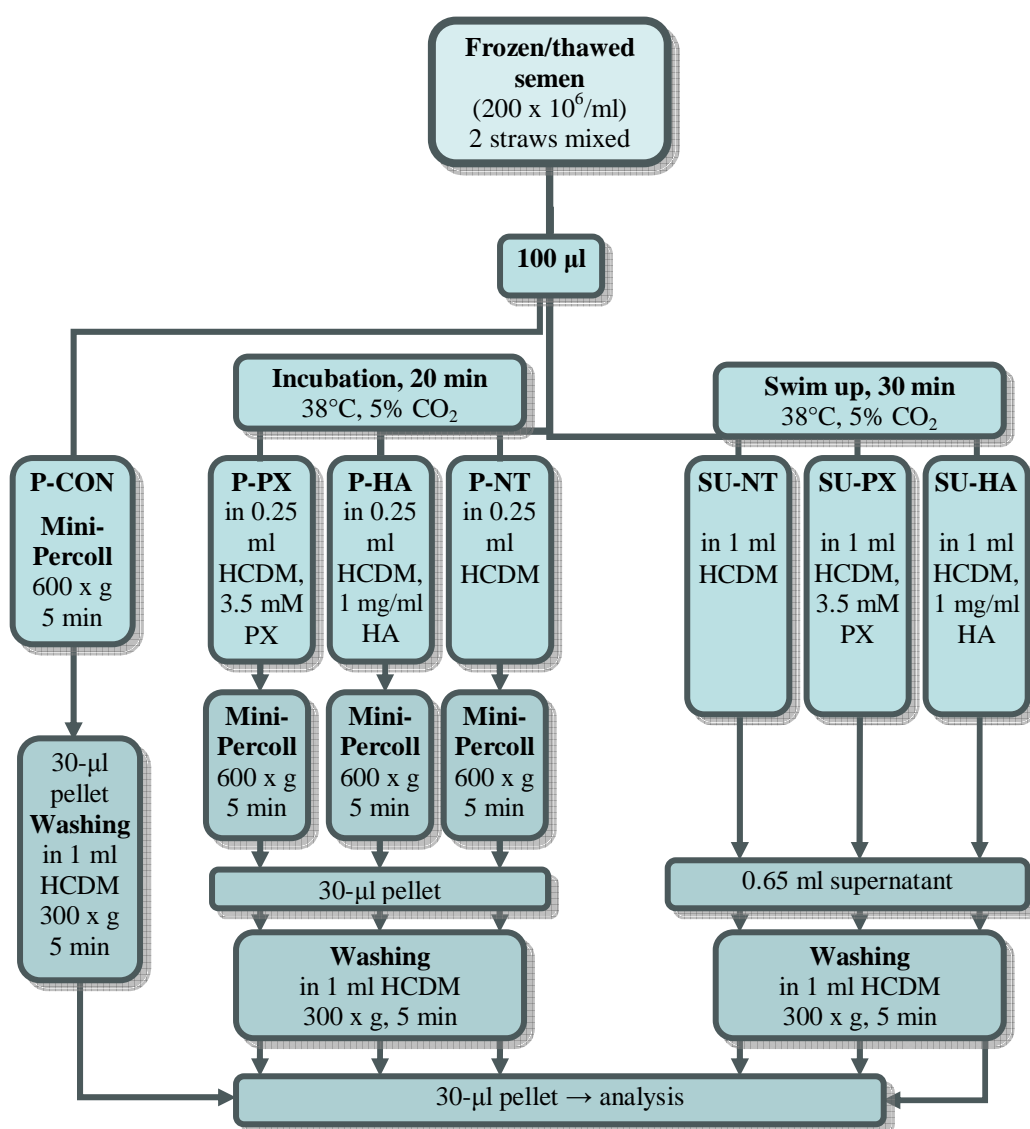 Frozen/thawed
semen
(200 x 10⁶/ml)
2 straws mixed
100 µl
Incubation, 20 min
38°C, 5% CO₂
Swim up, 30 min
38°C, 5% CO₂
P-CON
Mini-
Percoll
600 x g
5 min
P-PX
in 0.25
ml
HCDM,
3.5 mM
PX
P-HA
in 0.25
ml
HCDM,
1 mg/ml
HA
P-NT
in 0.25
ml
HCDM
SU-NT
in 1 ml
HCDM
SU-PX
in 1 ml
HCDM,
3.5 mM
PX
SU-HA
in 1 ml
HCDM,
1 mg/ml
HA
Mini-
Percoll
600 x g
5 min
Mini-
Percoll
600 x g
5 min
Mini-
Percoll
600 x g
5 min
30-µl
pellet
Washing
in 1 ml
HCDM
300 x g
5 min
30-µl pellet
0.65 ml supernatant
Washing
in 1 ml HCDM
300 x g, 5 min
Washing
in 1 ml HCDM
300 x g, 5 min
30-µl pellet → analysis